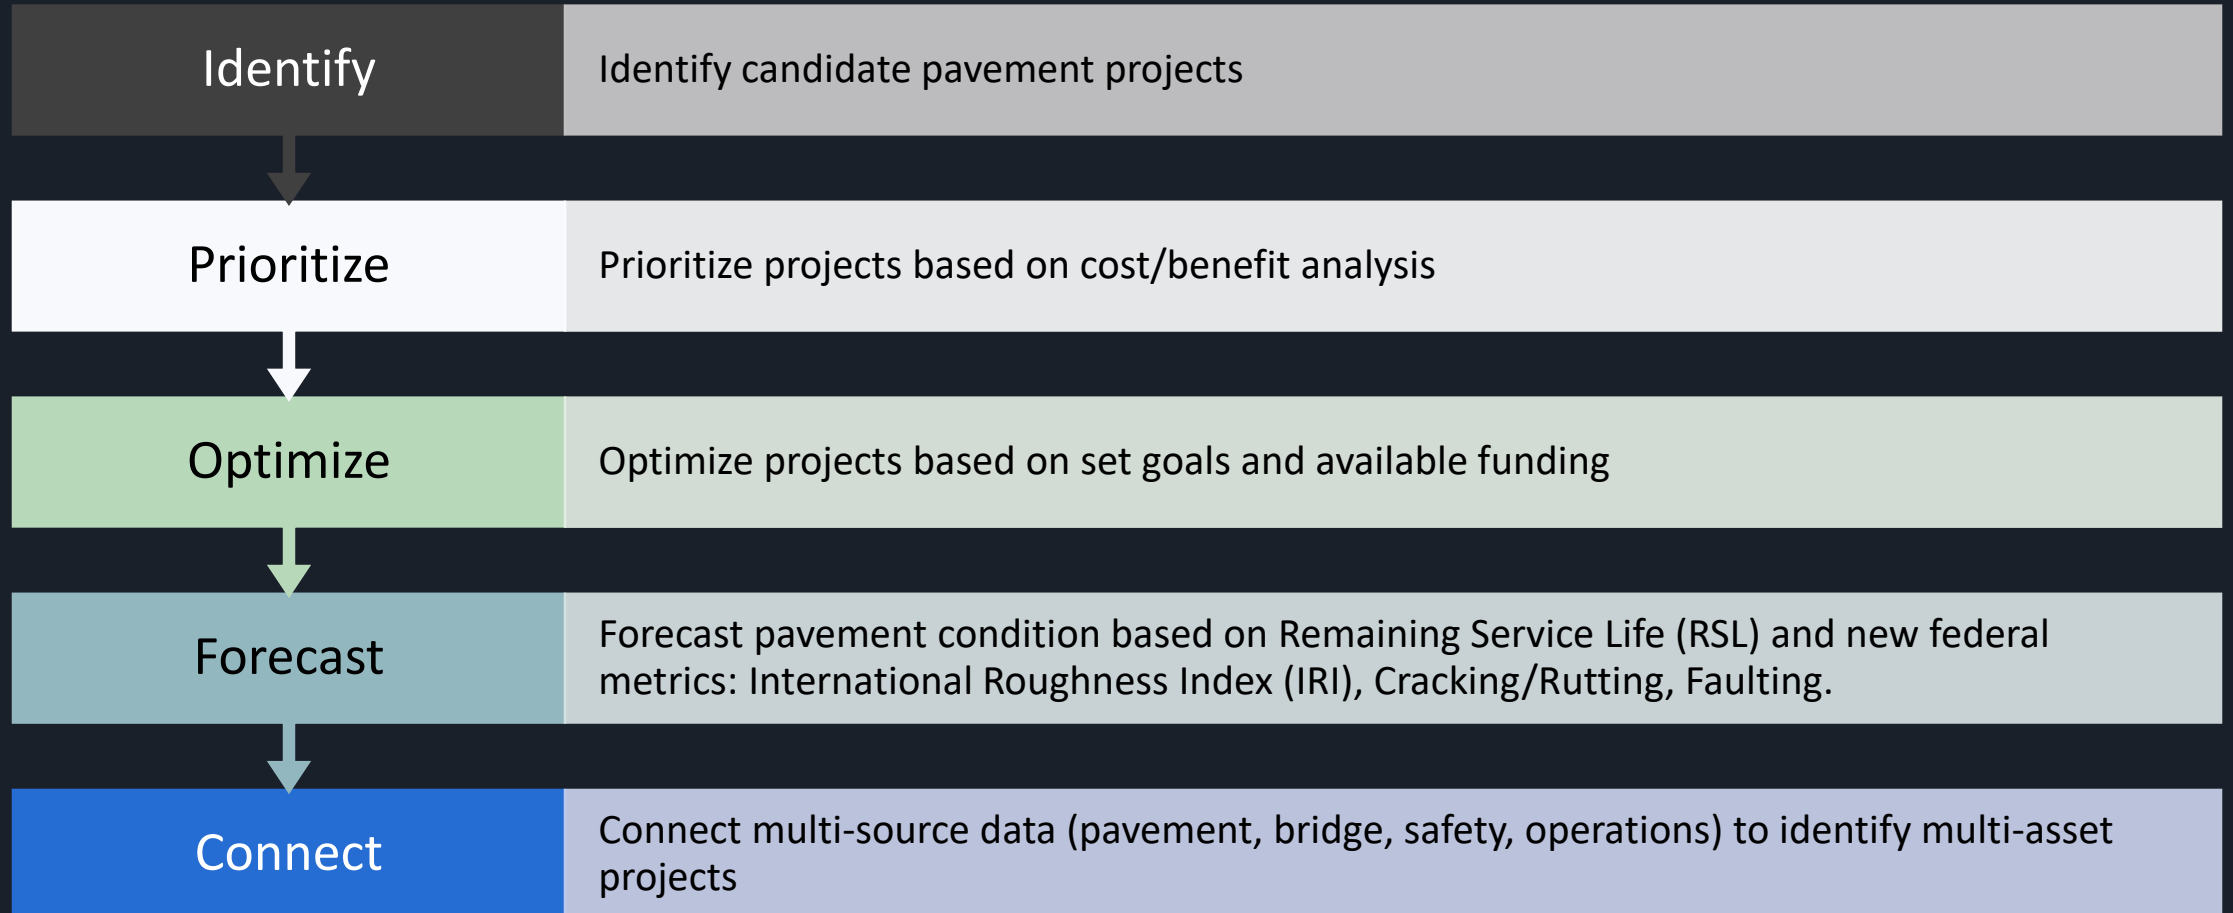 Identify
Identify candidate pavement projects
Prioritize
Prioritize projects based on cost/benefit analysis
Optimize
Optimize projects based on set goals and available funding
Forecast
Forecast pavement condition based on Remaining Service Life (RSL) and new federal
metrics: International Roughness Index (IRI), Cracking/Rutting, Faulting.
Connect
Connect multi-source data (pavement, bridge, safety, operations) to identify multi-asset
projects